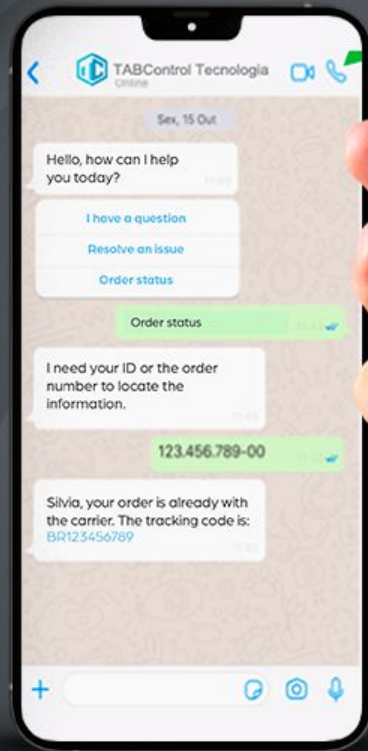 TABControl Tecnologia
Online
Sex, 15 Out
Hello, how can I help
you today?
I have a question
Resolve an issue
Order status
Order status
I need your ID or the order
number to locate the
information.
123.456.789-00
Silvia, your order is already with
the carrier. The tracking code is:
BR123456789